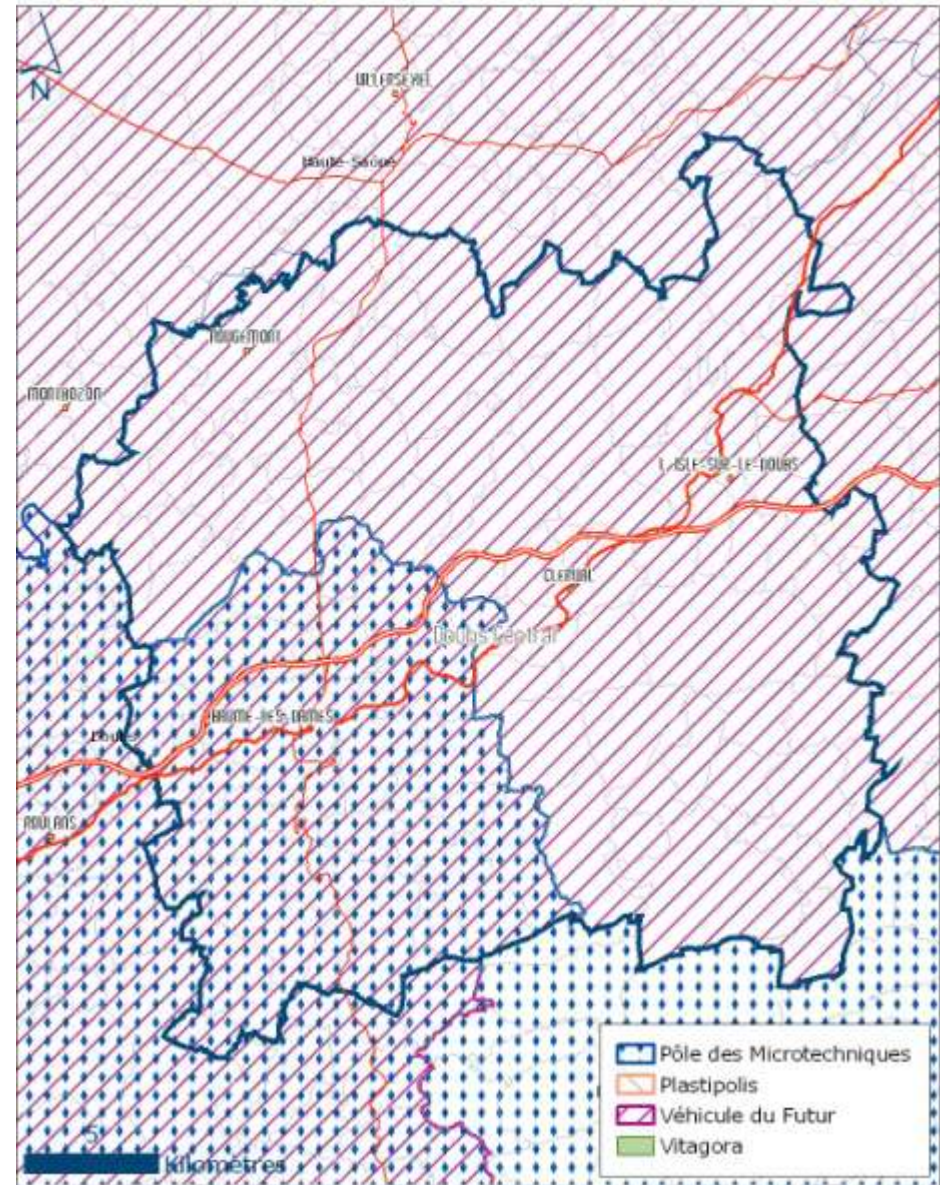 N
VILLERSEXEL
Haute-Saône
ROUGEMONT
MONTBOZON
L'ISLE-SUR-LE-DOUBS
CLERVAL
Doubs Central
BAUME-LES-DAMES
Doubs
ROULANS
Pôle des Microtechniques
Plastipolis
Véhicule du Futur
Vitagora
5
Kilomètres